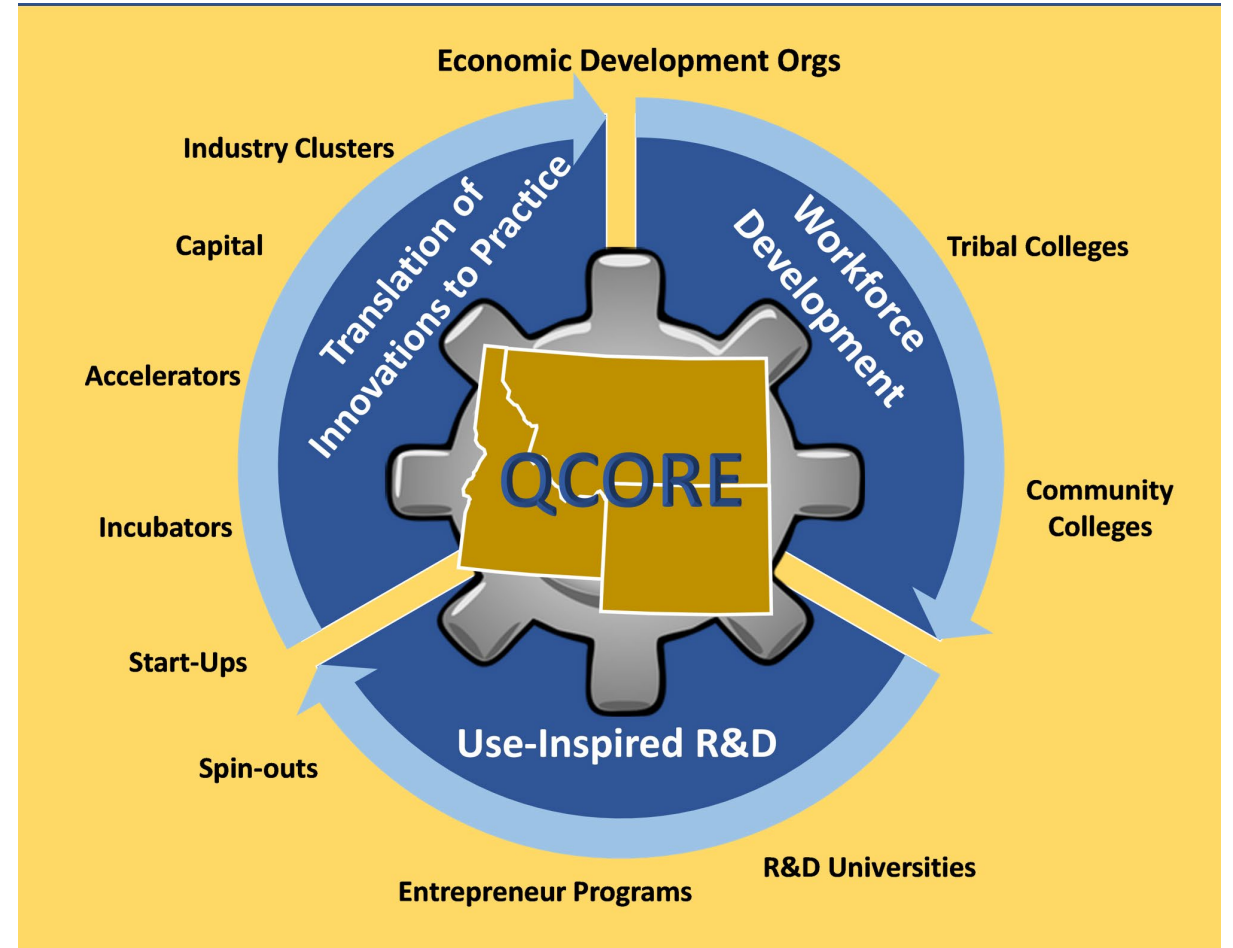 Economic Development Orgs
Industry Clusters
Capital
Accelerators
Incubators
Start-Ups
Spin-outs
Entrepreneur Programs
R&D Universities
Community
Colleges
Tribal Colleges
Translation of
Innovations to Practice
Workforce
Development
Use-Inspired R&D
QCORE